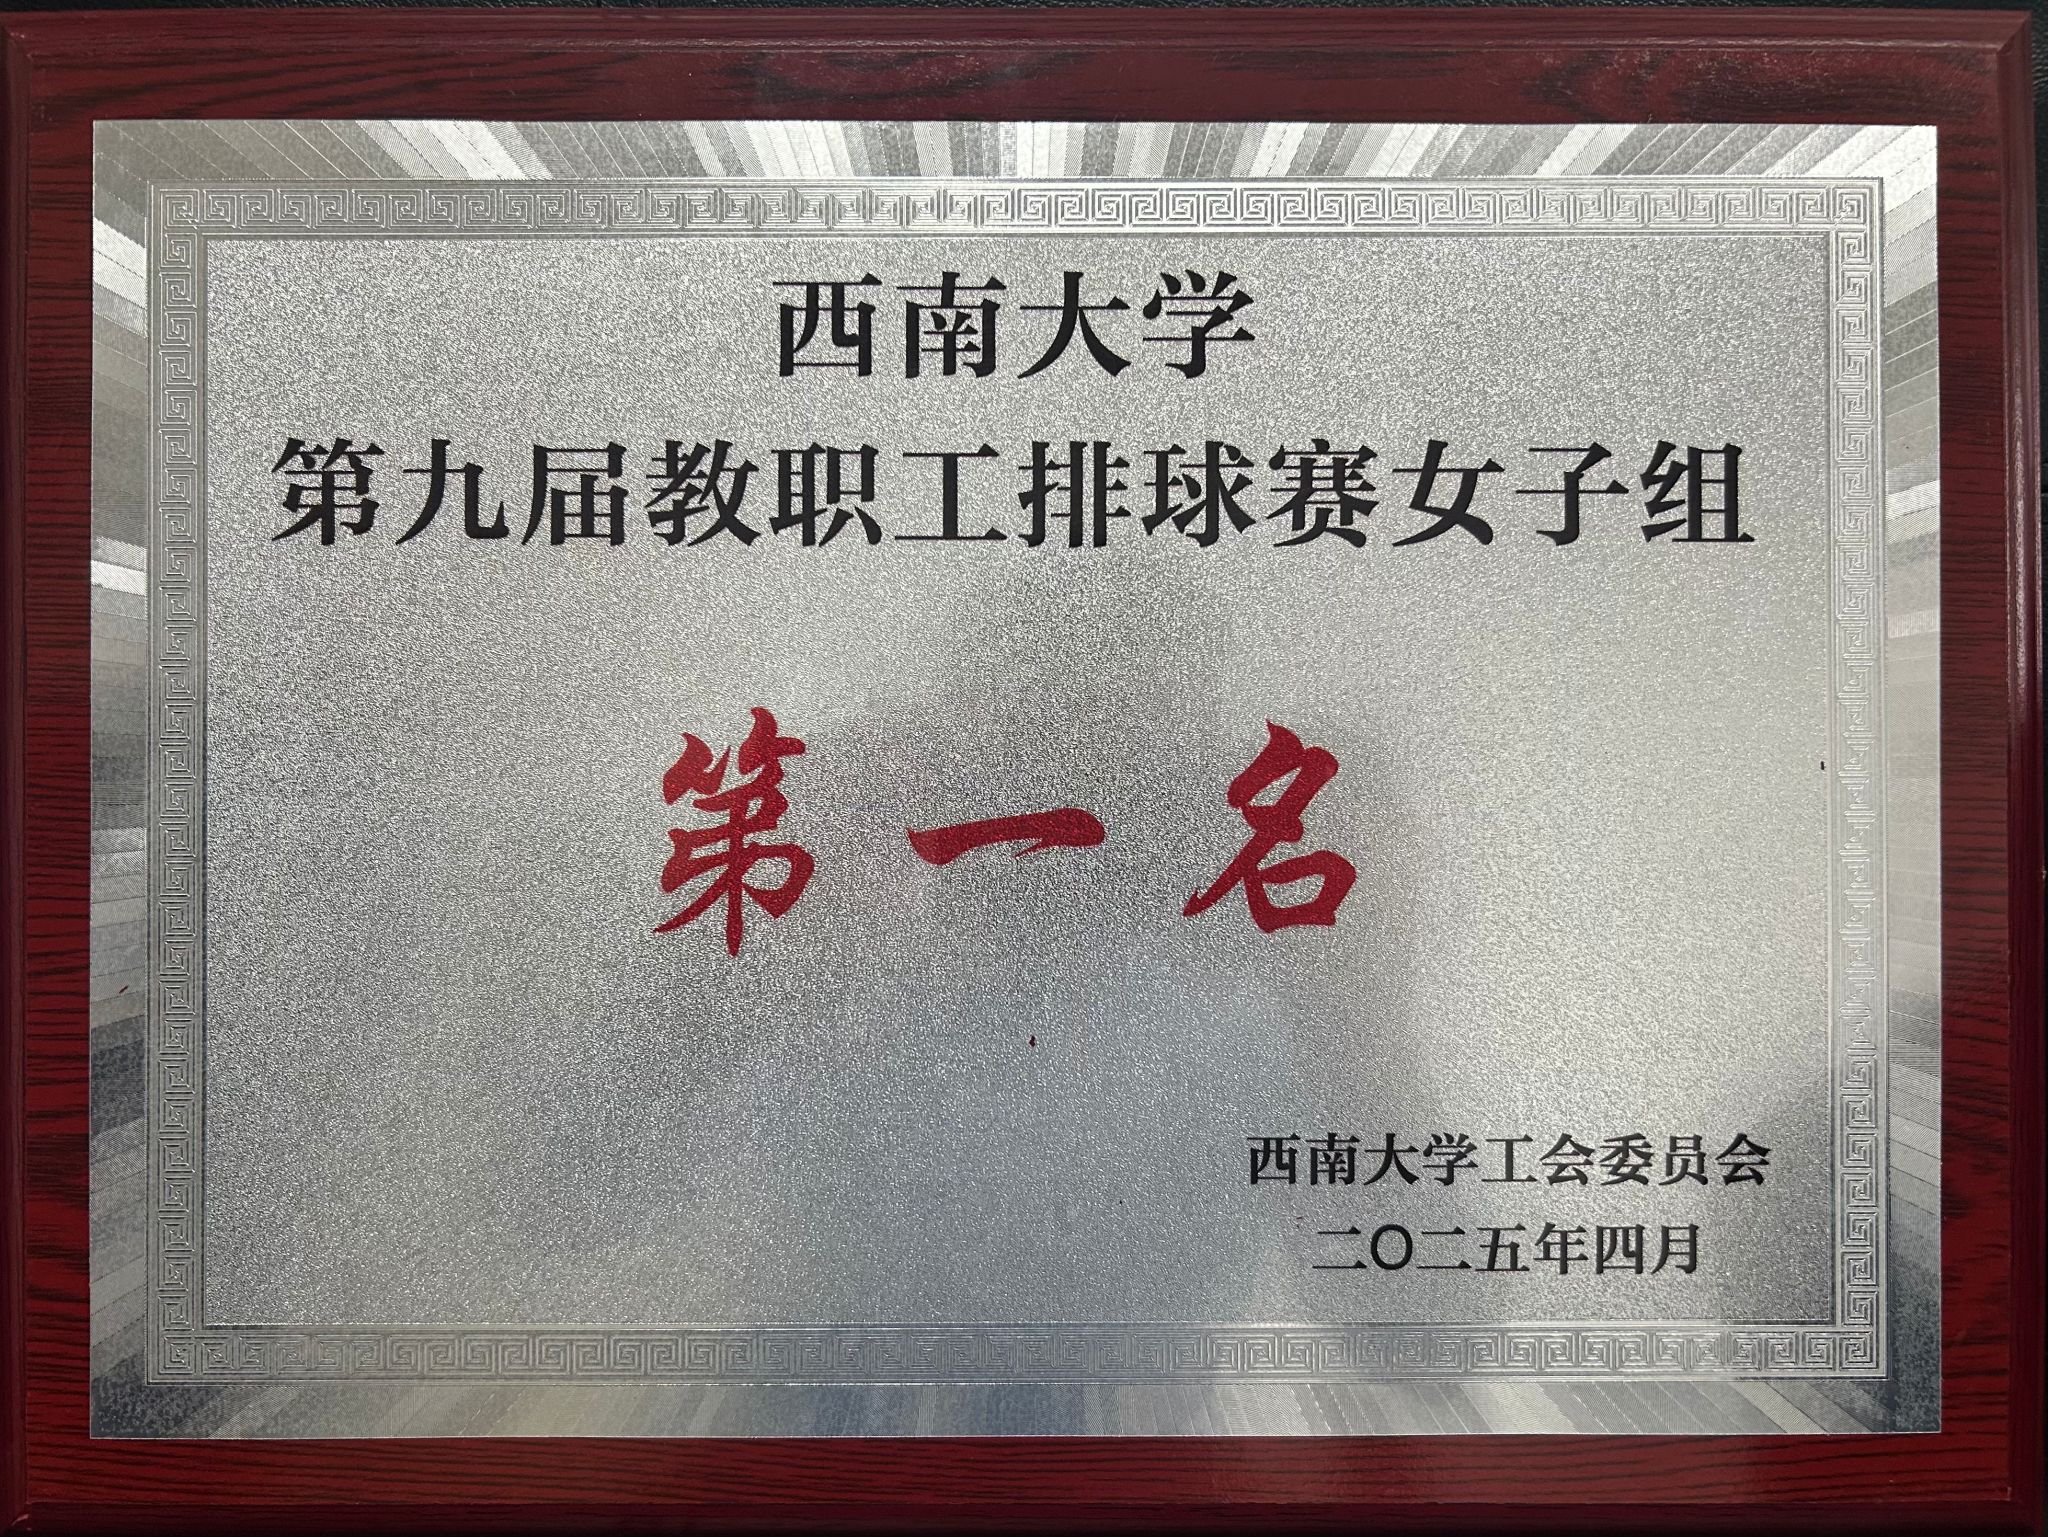 西南大学
第九届教职工排球赛女子组
第一名
西南大学工会委员会
二〇二五年四月